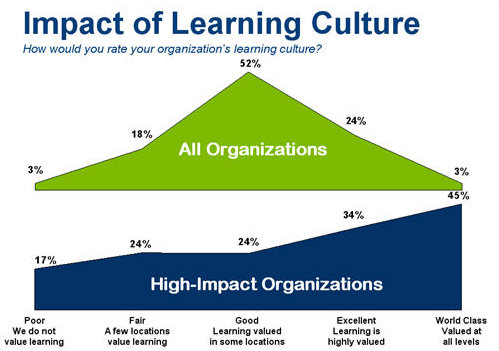 Impact of Learning Culture
How would you rate your organization's learning culture?
52%
18%
24%
3%
3%
All Organizations
45%
34%
24%
24%
17%
High-Impact Organizations
Poor
We do not
value learning
Fair
A few locations
value learning
Good
Learning valued
in some locations
Excellent
Learning is
highly valued
World Class
Valued at
all levels